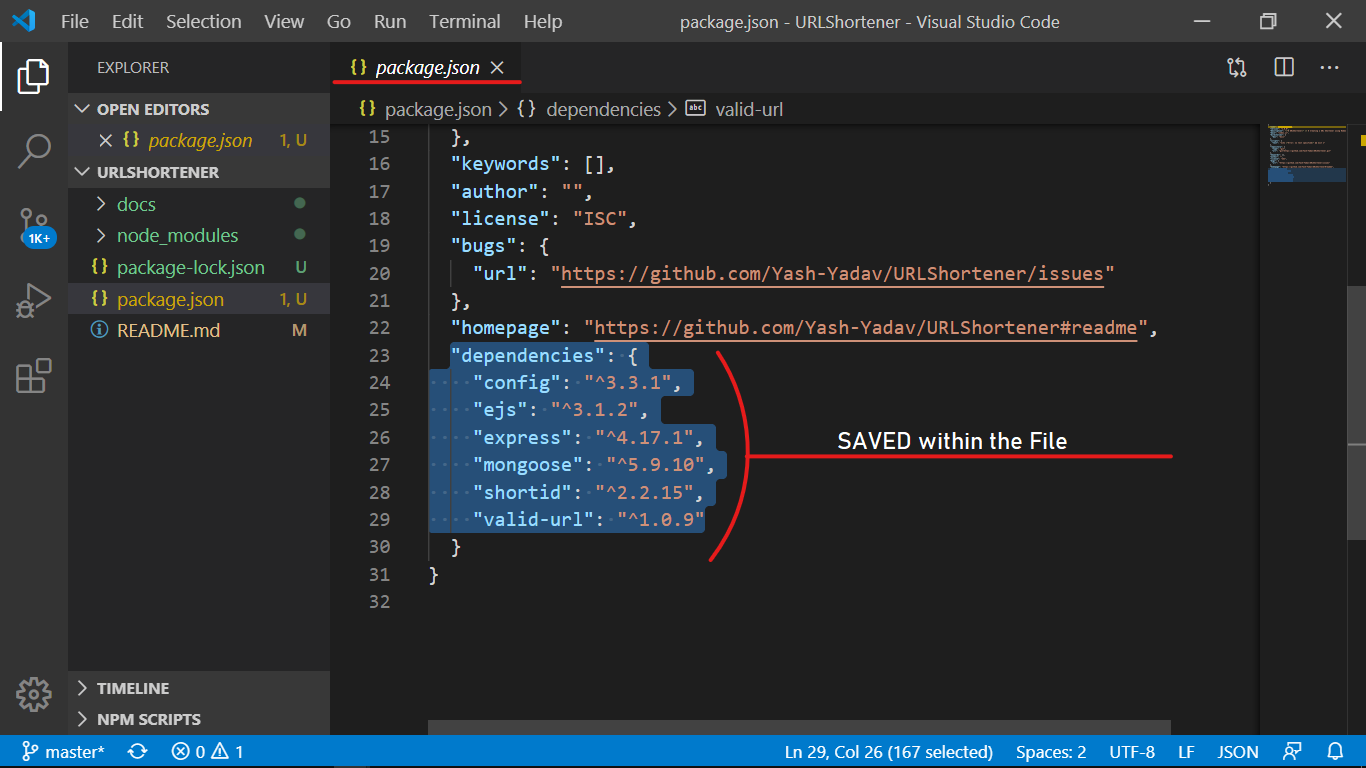 File Edit Selection View Go Run Terminal Help package.json - URLShortener - Visual Studio Code
EXPLORER
OPEN EDITORS
{} package.json 1, U
URLSHORTENER
docs
node_modules
{} package-lock.json U
{} package.json 1, U
README.md M
TIMELINE
NPM SCRIPTS
1K+
{} package.json
{} package.json > {} dependencies > abc valid-url
15 },
16 "keywords": [],
17 "author": "",
18 "license": "ISC",
19 "bugs": {
20 "url": "https://github.com/Yash-Yadav/URLShortener/issues"
21 },
22 "homepage": "https://github.com/Yash-Yadav/URLShortener#readme",
23 "dependencies": {
24 "config": "^3.3.1",
25 "ejs": "^3.1.2",
26 "express": "^4.17.1",
27 "mongoose": "^5.9.10",
28 "shortid": "^2.2.15",
29 "valid-url": "^1.0.9"
30 }
31 }
32
SAVED within the File
master* 0 1 Ln 29, Col 26 (167 selected) Spaces: 2 UTF-8 LF JSON